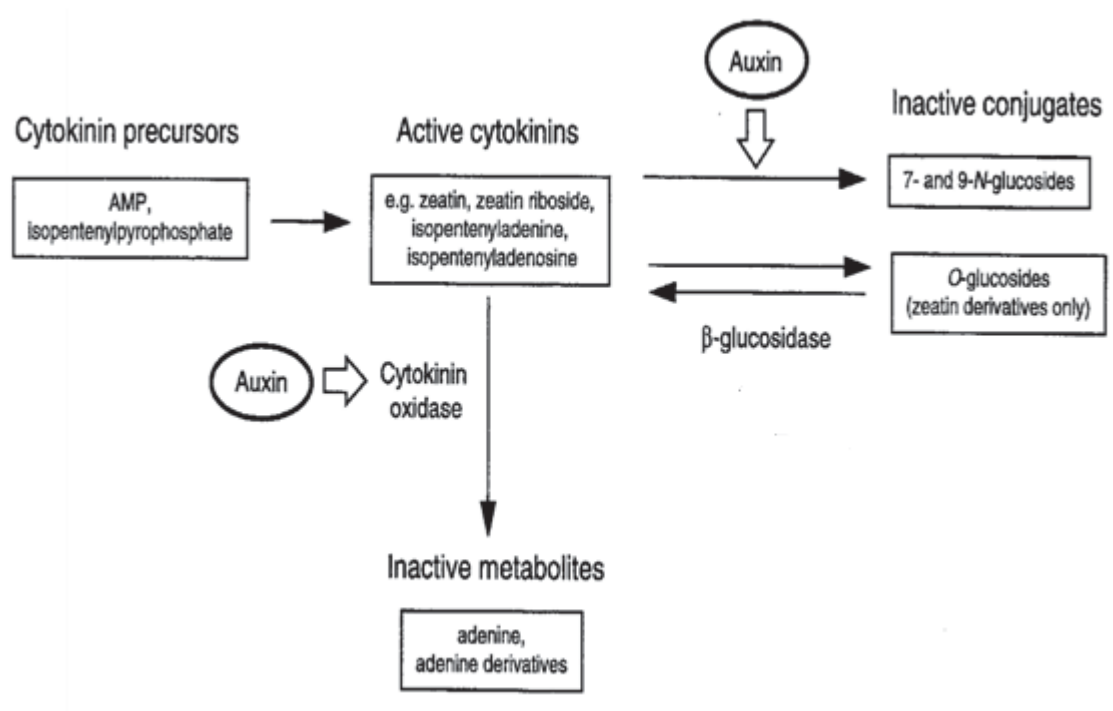 Auxin
Inactive conjugates
Cytokinin precursors
Active cytokinins
7- and 9-N-glucosides
AMP,
isopentenylpyrophosphate
e.g. zeatin, zeatin riboside,
isopentenyladenine,
isopentenyladenosine
O-glucosides
(zeatin derivatives only)
β-glucosidase
Auxin
Cytokinin
oxidase
Inactive metabolites
adenine,
adenine derivatives